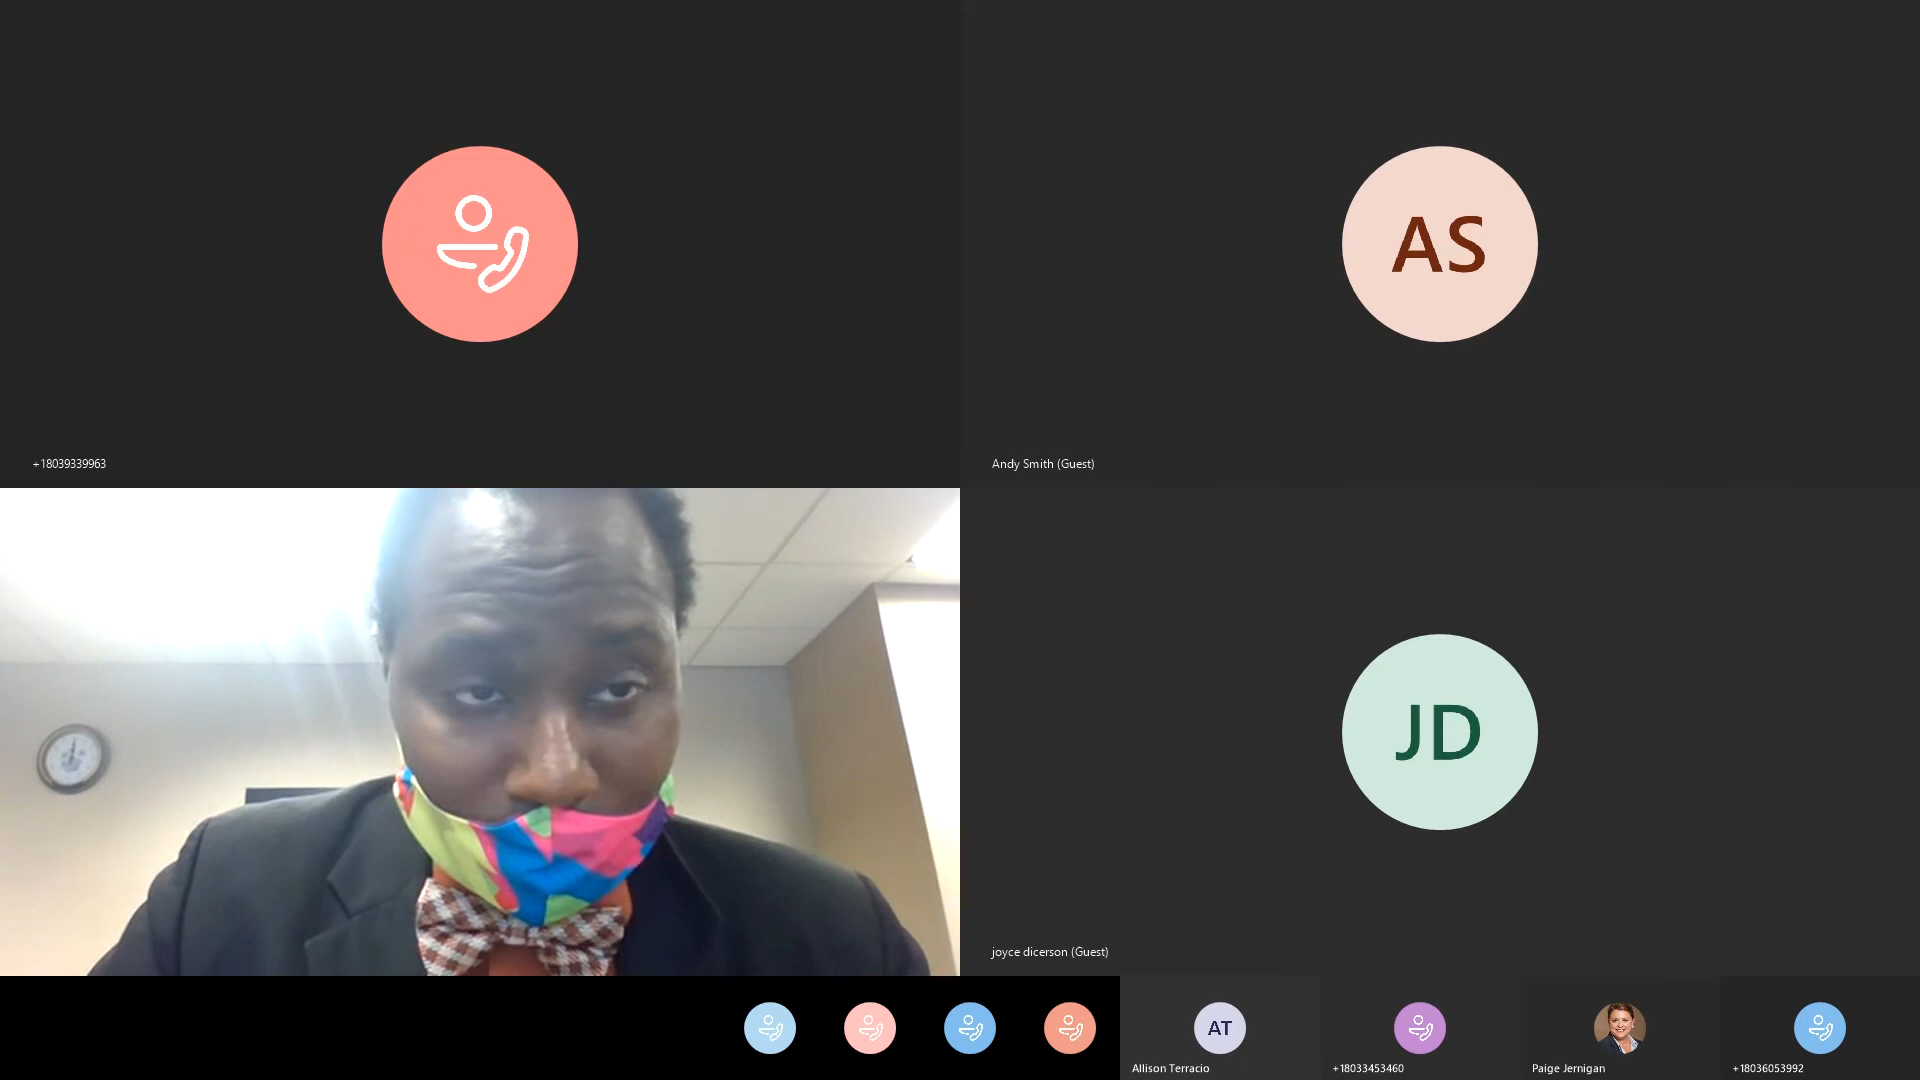 AS
+18039339963
Andy Smith (Guest)
JD
joyce dicerson (Guest)
AT
Allison Terracio
+18033453460
Paige Jernigan
+18036053992